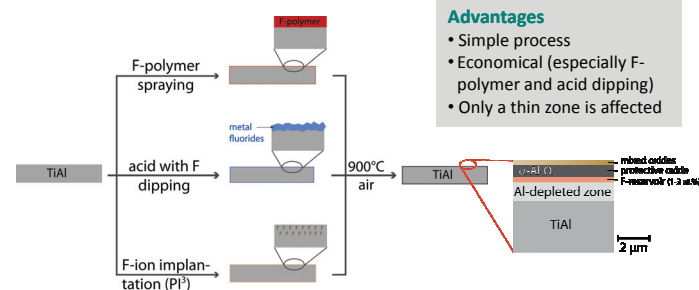 F-polymer
F-polymer
spraying
metal
fluorides
TiAl
acid with F
dipping
F-ion implan-
tation (PI³)
900°C
air
TiAl
Advantages
• Simple process
• Economical (especially F-
polymer and acid dipping)
• Only a thin zone is affected
mixed oxides
protective oxide
F-reservoir
Al-depleted zone
TiAl
2 µm